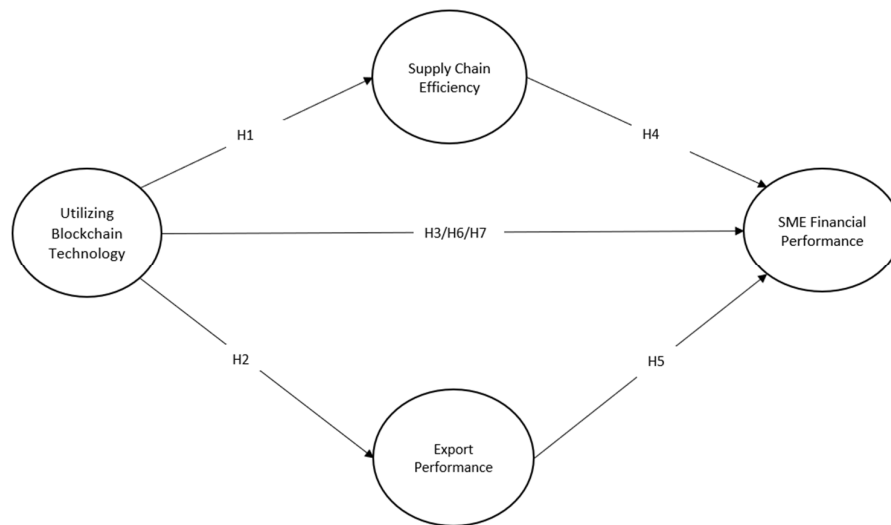 Supply Chain
Efficiency
H1
H4
Utilizing
Blockchain
Technology
H3/H6/H7
SME Financial
Performance
H2
H5
Export
Performance